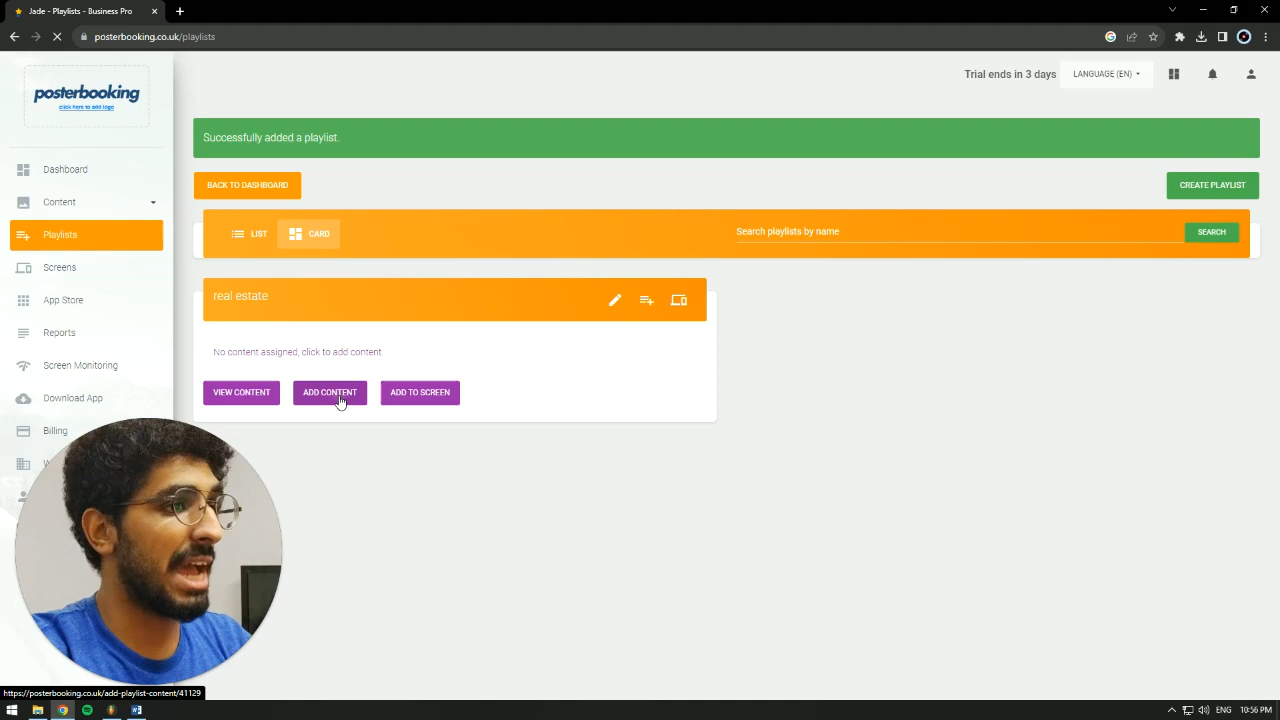 Jade - Playlists - Business Pro
posterbooking.co.uk/playlists
posterbooking
click here to add logo
Trial ends in 3 days
LANGUAGE (EN)
Dashboard
Content
Playlists
Screens
App Store
Reports
Screen Monitoring
Download App
Billing
Successfully added a playlist.
BACK TO DASHBOARD
CREATE PLAYLIST
LIST
CARD
Search playlists by name
SEARCH
real estate
No content assigned, click to add content
VIEW CONTENT
ADD CONTENT
ADD TO SCREEN
https://posterbooking.co.uk/add-playlist-content/41129
ENG
10:56 PM